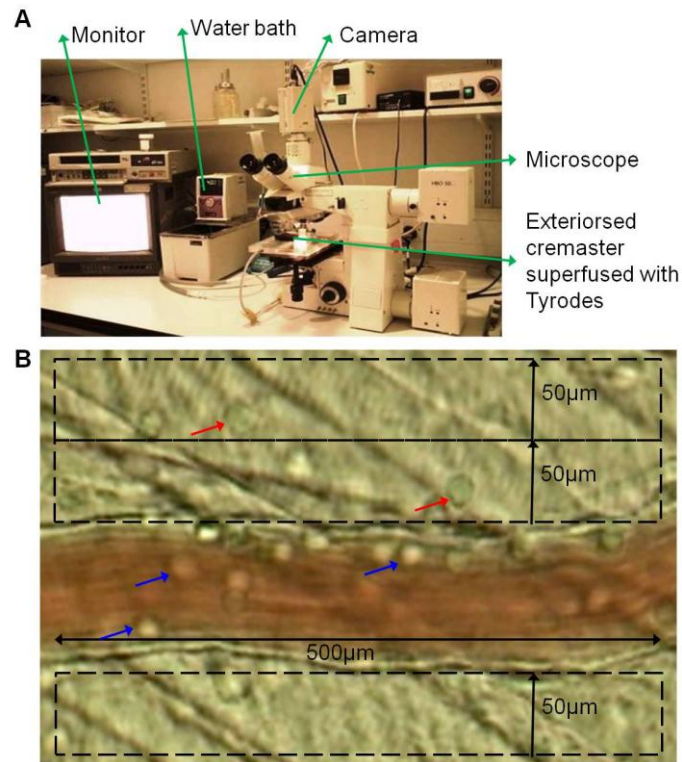 A
Monitor
Water bath
Camera
Microscope
Exteriorsed
cremaster
superfused with
Tyrodes
B
50µm
50µm
500µm
50µm